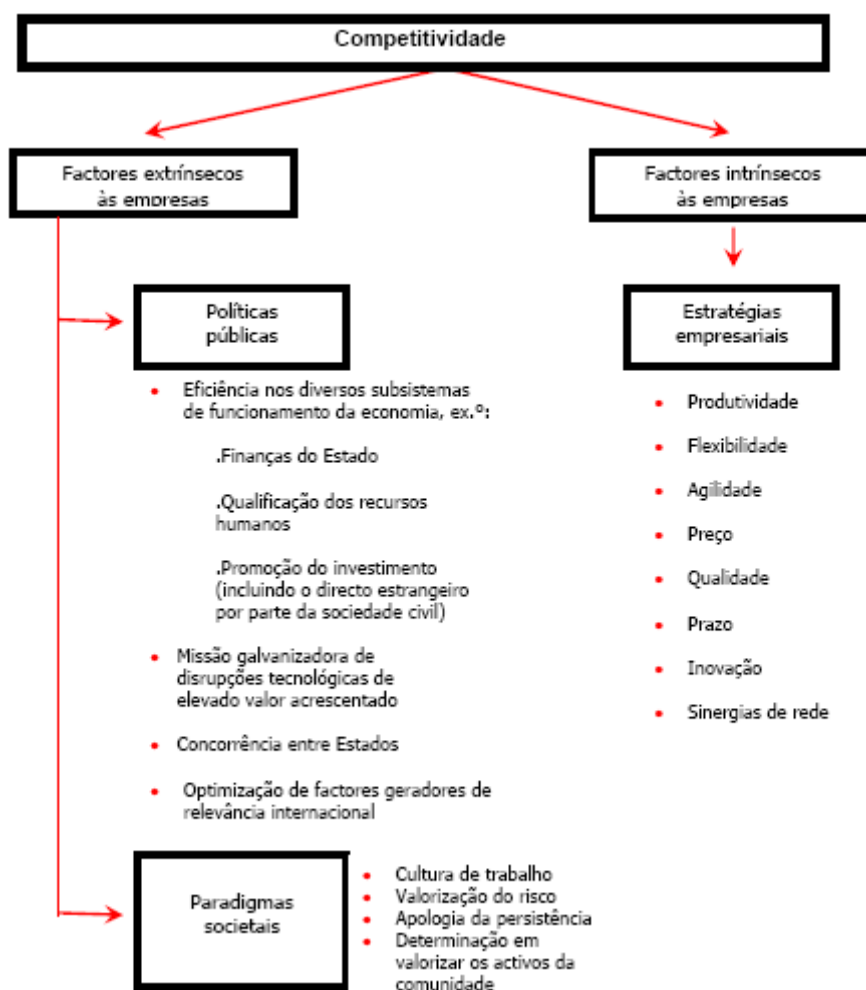 Competitividade
Factores extrínsecos
às empresas
Factores intrínsecos
às empresas
Políticas
públicas
• Eficiência nos diversos subsistemas
de funcionamento da economia, ex.º:
.Finanças do Estado
.Qualificação dos recursos
humanos
.Promoção do investimento
(incluindo o directo estrangeiro
por parte da sociedade civil)
• Missão galvanizadora de
disrupções tecnológicas de
elevado valor acrescentado
• Concorrência entre Estados
• Optimização de factores geradores de
relevância internacional
Estratégias
empresariais
• Produtividade
• Flexibilidade
• Agilidade
• Preço
• Qualidade
• Prazo
• Inovação
• Sinergias de rede
Paradigmas
societais
• Cultura de trabalho
• Valorização do risco
• Apologia da persistência
• Determinação em
valorizar os activos da
comunidade